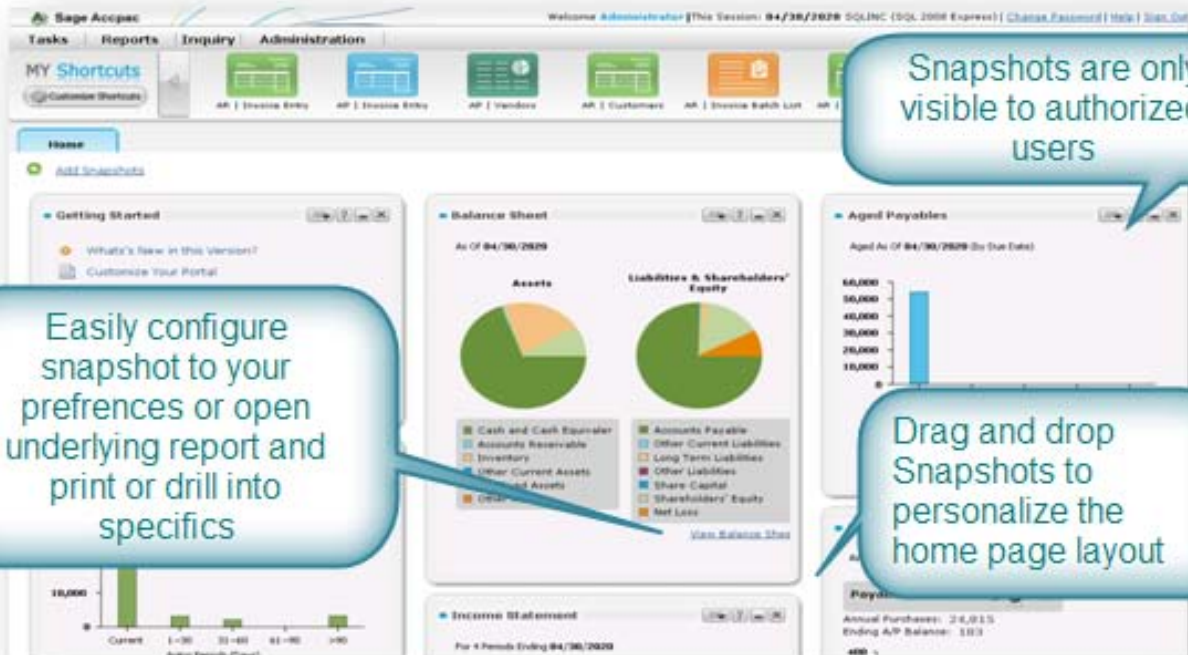 Sage Accpac
Welcome Administrator [This Session: 04/30/2020 SQLINC (SQL 2008 Express)] Change Password | Help | Sign Out
Tasks Reports Inquiry Administration
MY Shortcuts
Customize Shortcuts
AR | Invoice Entry
AP | Invoice Entry
AP | Vendors
AR | Customers
AR | Invoice Batch List
Snapshots are only
visible to authorized
users
Home
Add Snapshots
Getting Started
What's New in this Version?
Customize Your Portal
Easily configure
snapshot to your
prefrences or open
underlying report and
print or drill into
specifics
10,000
0
Current 1-30 31-60 61-90 >90
Balance Sheet
As Of 04/30/2020
Assets
Liabilities & Shareholders'
Equity
Cash and Cash Equivaler
Accounts Receivable
Inventory
Other Current Assets
Assets
Accounts Payable
Other Current Liabilities
Long Term Liabilities
Other Liabilities
Share Capital
Shareholders' Equity
Net Loss
View Balance Shee
Income Statement
For 4 Periods Ending 04/30/2020
Aged Payables
Aged As Of 04/30/2020 (by Due Date)
60,000
50,000
40,000
30,000
20,000
10,000
0
Drag and drop
Snapshots to
personalize the
home page layout
Annual Purchases: 24,815
Ending A/P Balance: 183
400